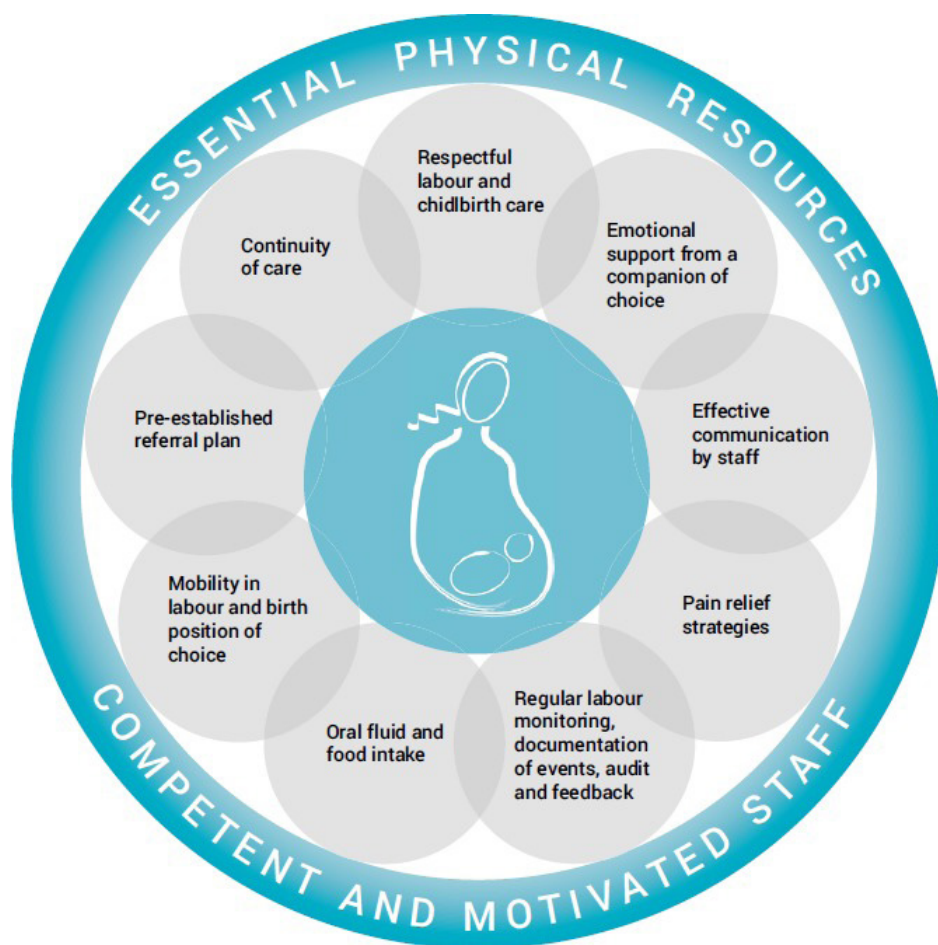 ESSENTIAL PHYSICAL RESOURCES
Respectful
labour and
chidlbirth care
Emotional
support from a
companion of
choice
Effective
communication
by staff
Pain relief
strategies
Regular labour
monitoring,
documentation
of events, audit
and feedback
Oral fluid and
food intake
Mobility in
labour and birth
position of
choice
Pre-established
referral plan
Continuity
of care
COMPETENT AND MOTIVATED STAFF